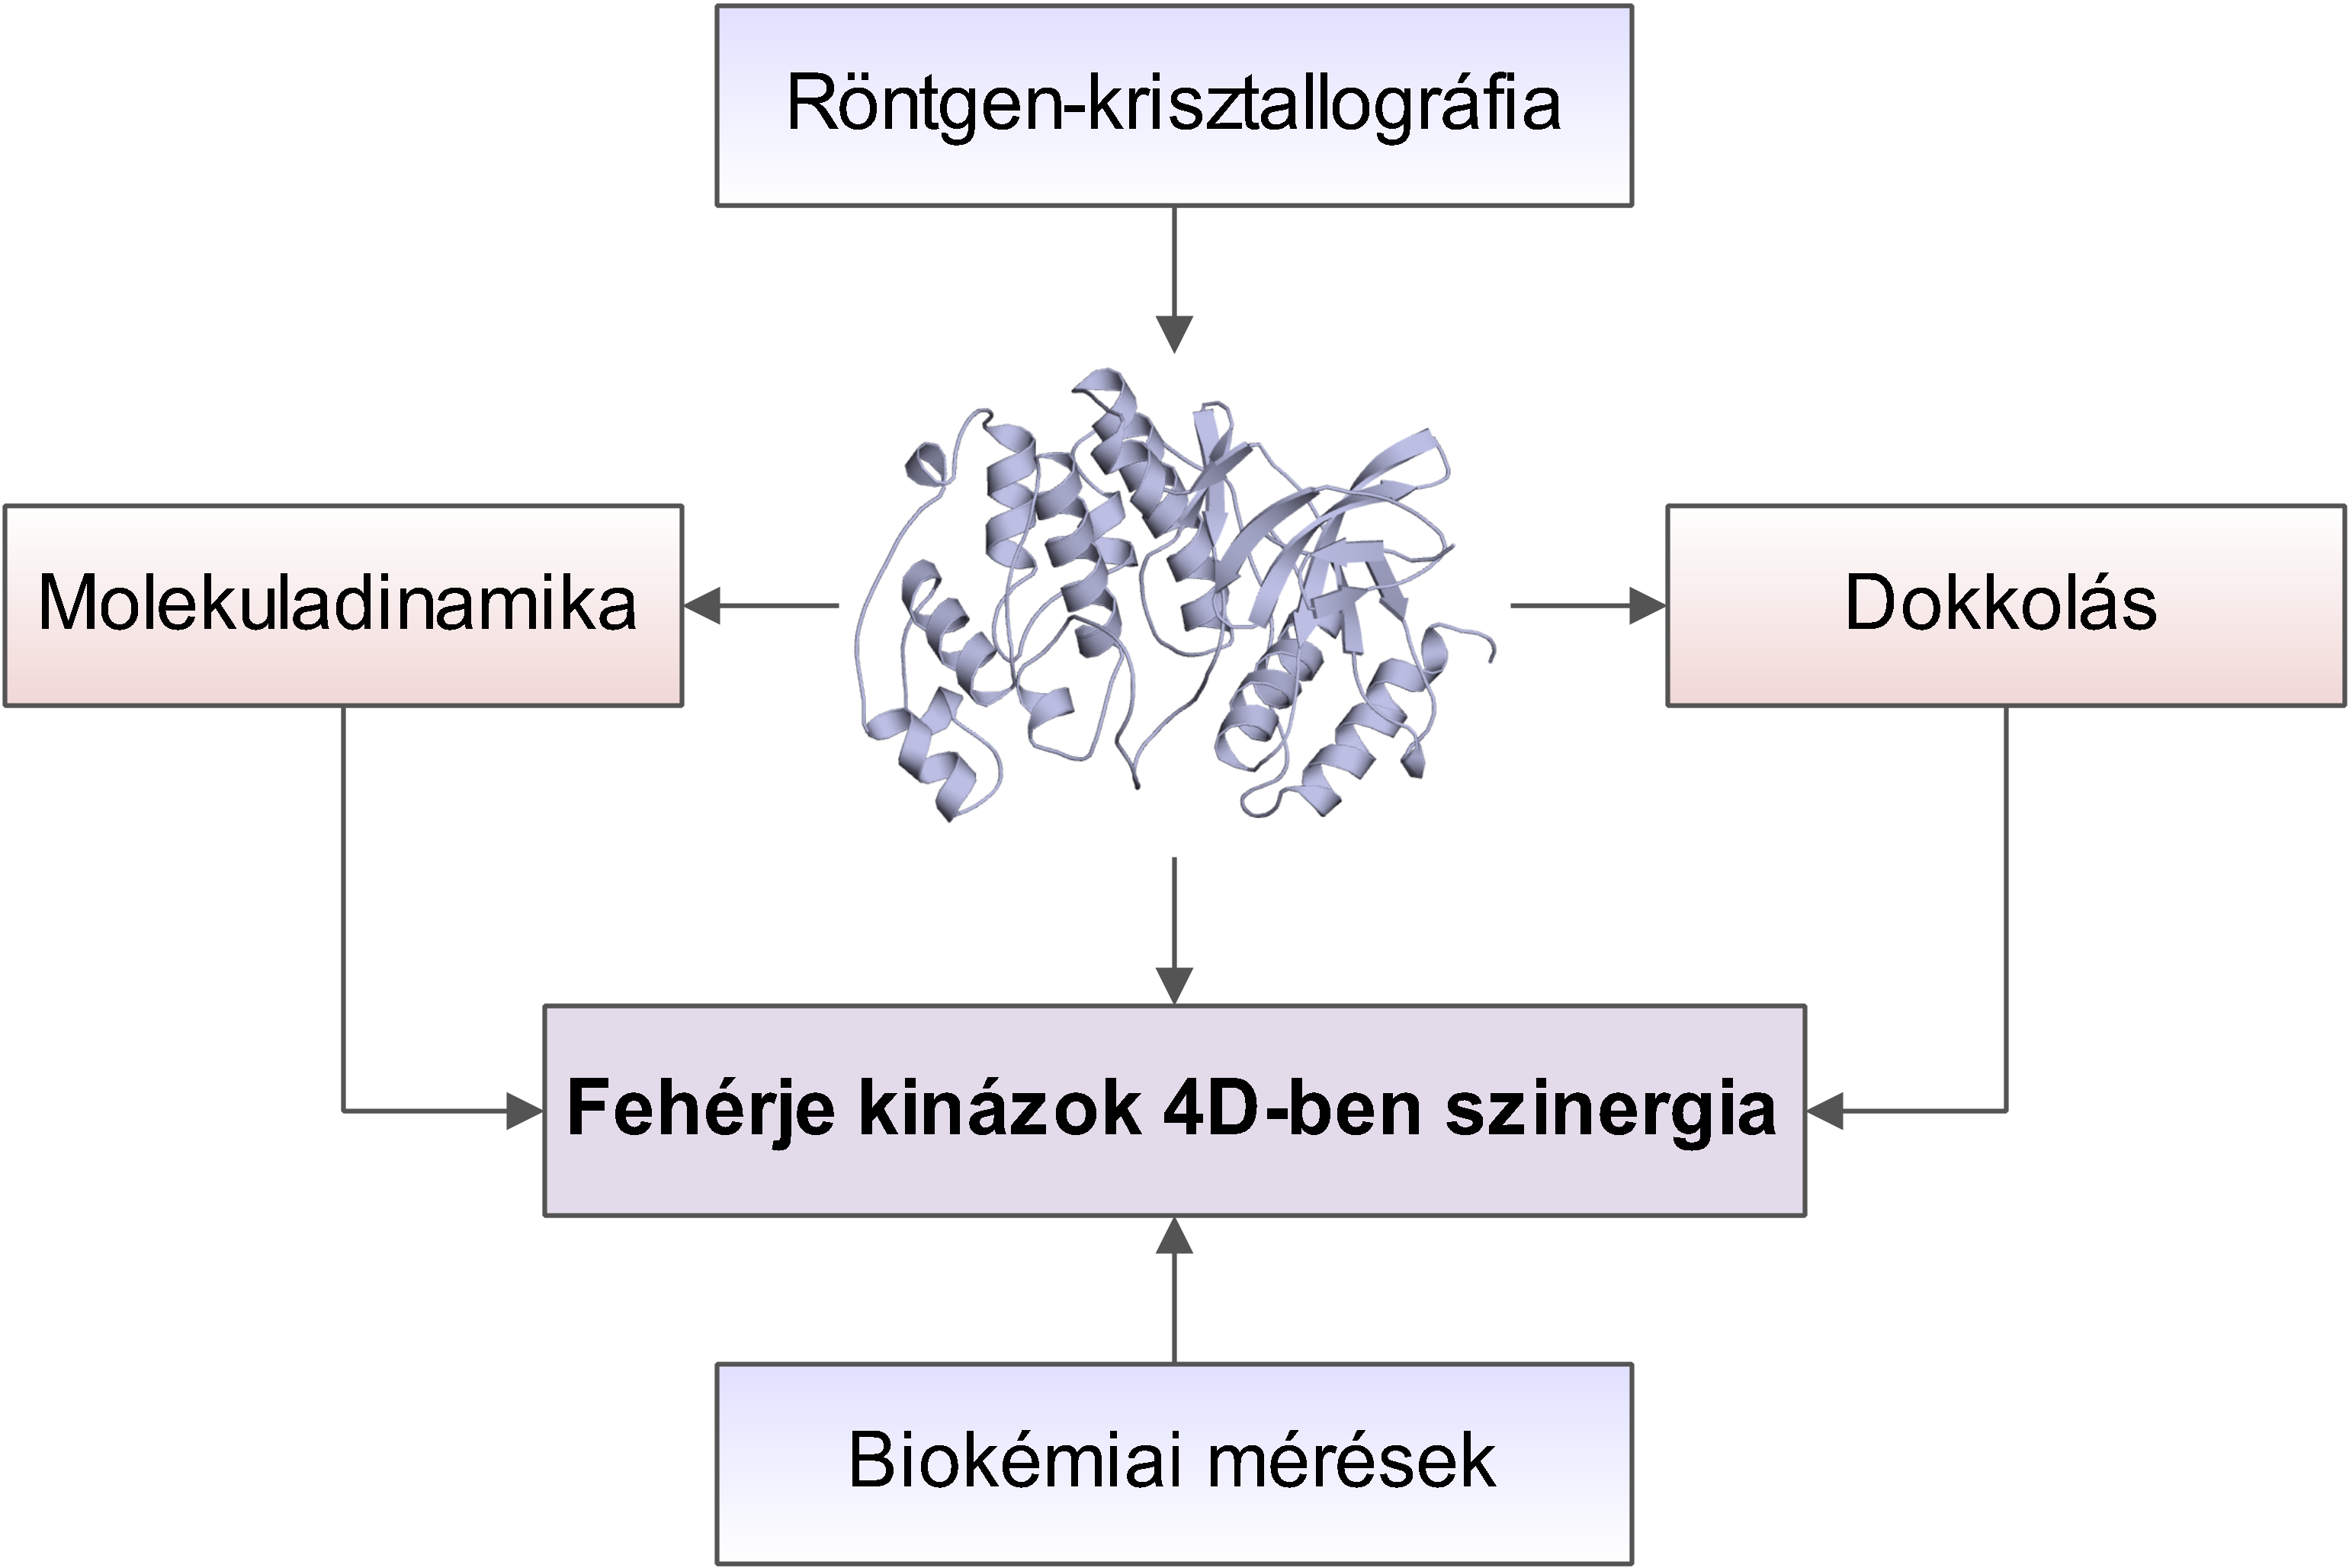 Röntgen-krisztallográfia
Molekuladinamika
Dokkolás
Fehérje kinázok 4D-ben szinergia
Biokémiai mérések